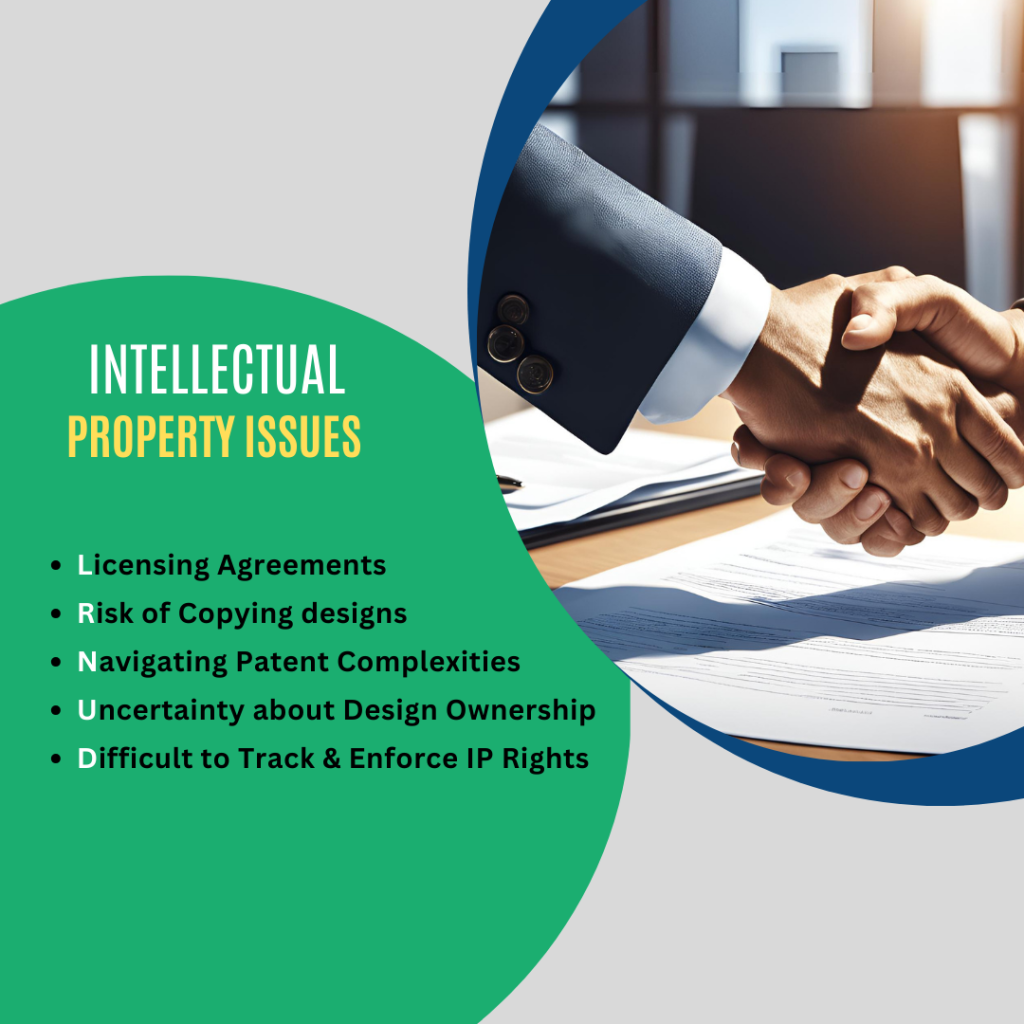 INTELLECTUAL
PROPERTY ISSUES
• Licensing Agreements
• Risk of Copying designs
• Navigating Patent Complexities
• Uncertainty about Design Ownership
• Difficult to Track & Enforce IP Rights